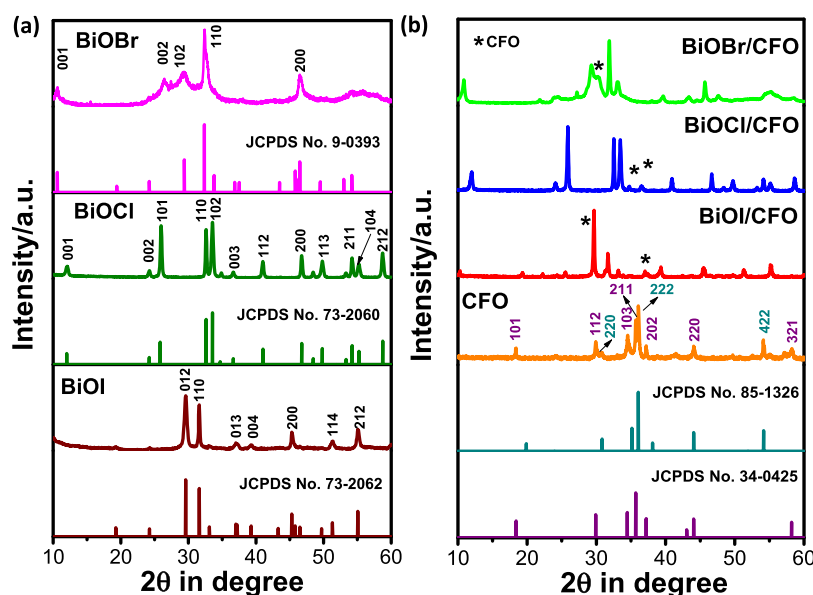 (a)
BiOBr
001
002
102
110
200
JCPDS No. 9-0393
BiOCl
001
002
101
110
102
003
112
200
113
211
104
212
JCPDS No. 73-2060
BiOI
012
110
013
004
200
114
212
JCPDS No. 73-2062
10 20 30 40 50 60
2θ in degree
Intensity/a.u.
(b)
*CFO
BiOBr/CFO
*
BiOCl/CFO
* *
BiOI/CFO
*
*
CFO
211
222
101
112
220
103
202
220
422
321
JCPDS No. 85-1326
JCPDS No. 34-0425
10 20 30 40 50 60
2θ in degree
Intensity/a.u.